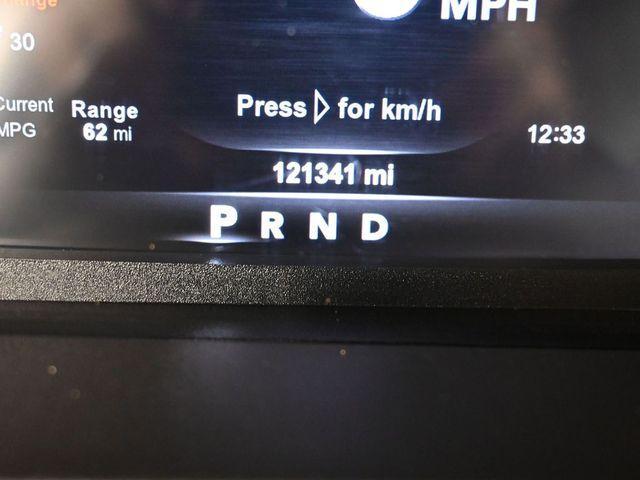 MPH
30
Current
MPG
Range
62 mi
Press for km/h
12:33
121341 mi
P R N D